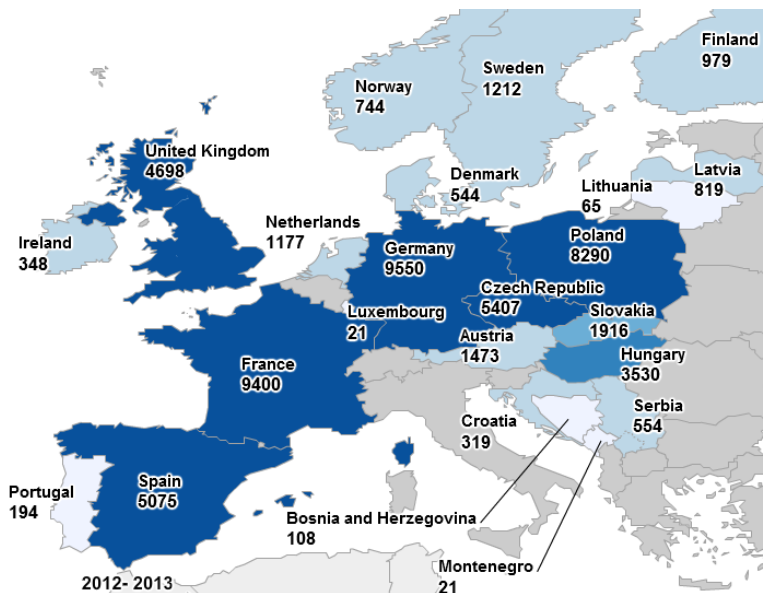 Finland
979
Sweden
1212
Norway
744
United Kingdom
4698
Denmark
544
Latvia
819
Lithuania
65
Netherlands
1177
Ireland
348
Germany
9550
Poland
8290
Czech Republic
5407
Luxembourg
21
Slovakia
1916
Austria
1473
Hungary
3530
France
9400
Croatia
319
Serbia
554
Spain
5075
Portugal
194
Bosnia and Herzegovina
108
Montenegro
21
2012- 2013